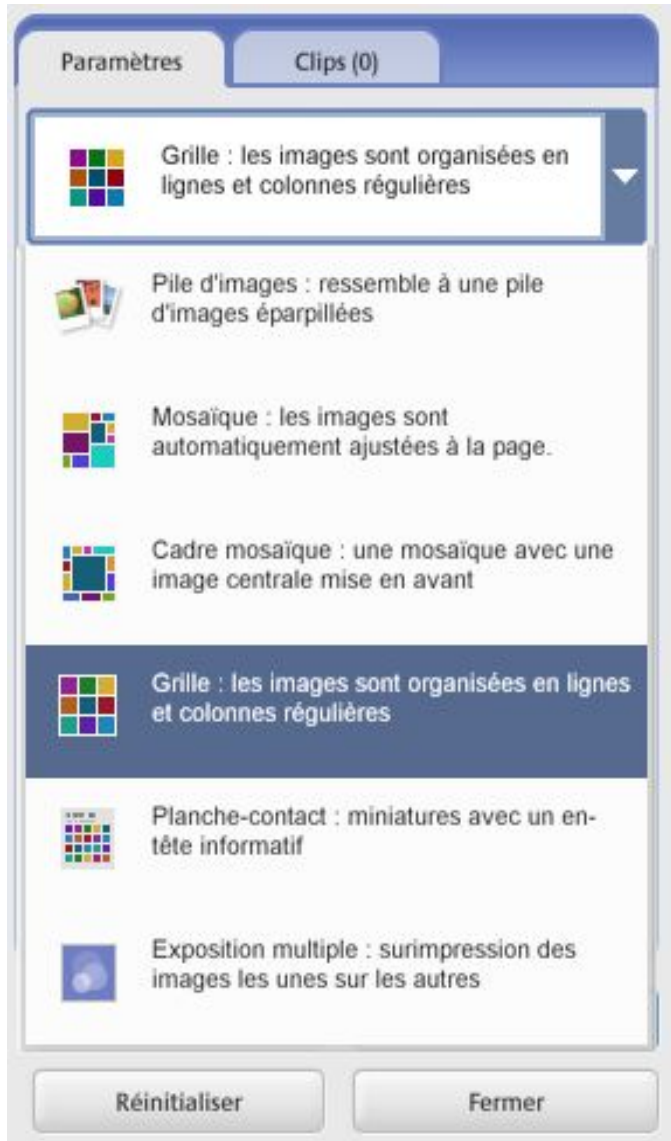 Paramètres
Clips (0)
Grille : les images sont organisées en
lignes et colonnes régulières
Pile d'images : ressemble à une pile
d'images éparpillées
Mosaïque : les images sont
automatiquement ajustées à la page.
Cadre mosaïque : une mosaïque avec une
image centrale mise en avant
Grille : les images sont organisées en lignes
et colonnes régulières
Planche-contact : miniatures avec un en-
tête informatif
Exposition multiple : surimpression des
images les unes sur les autres
Réinitialiser
Fermer